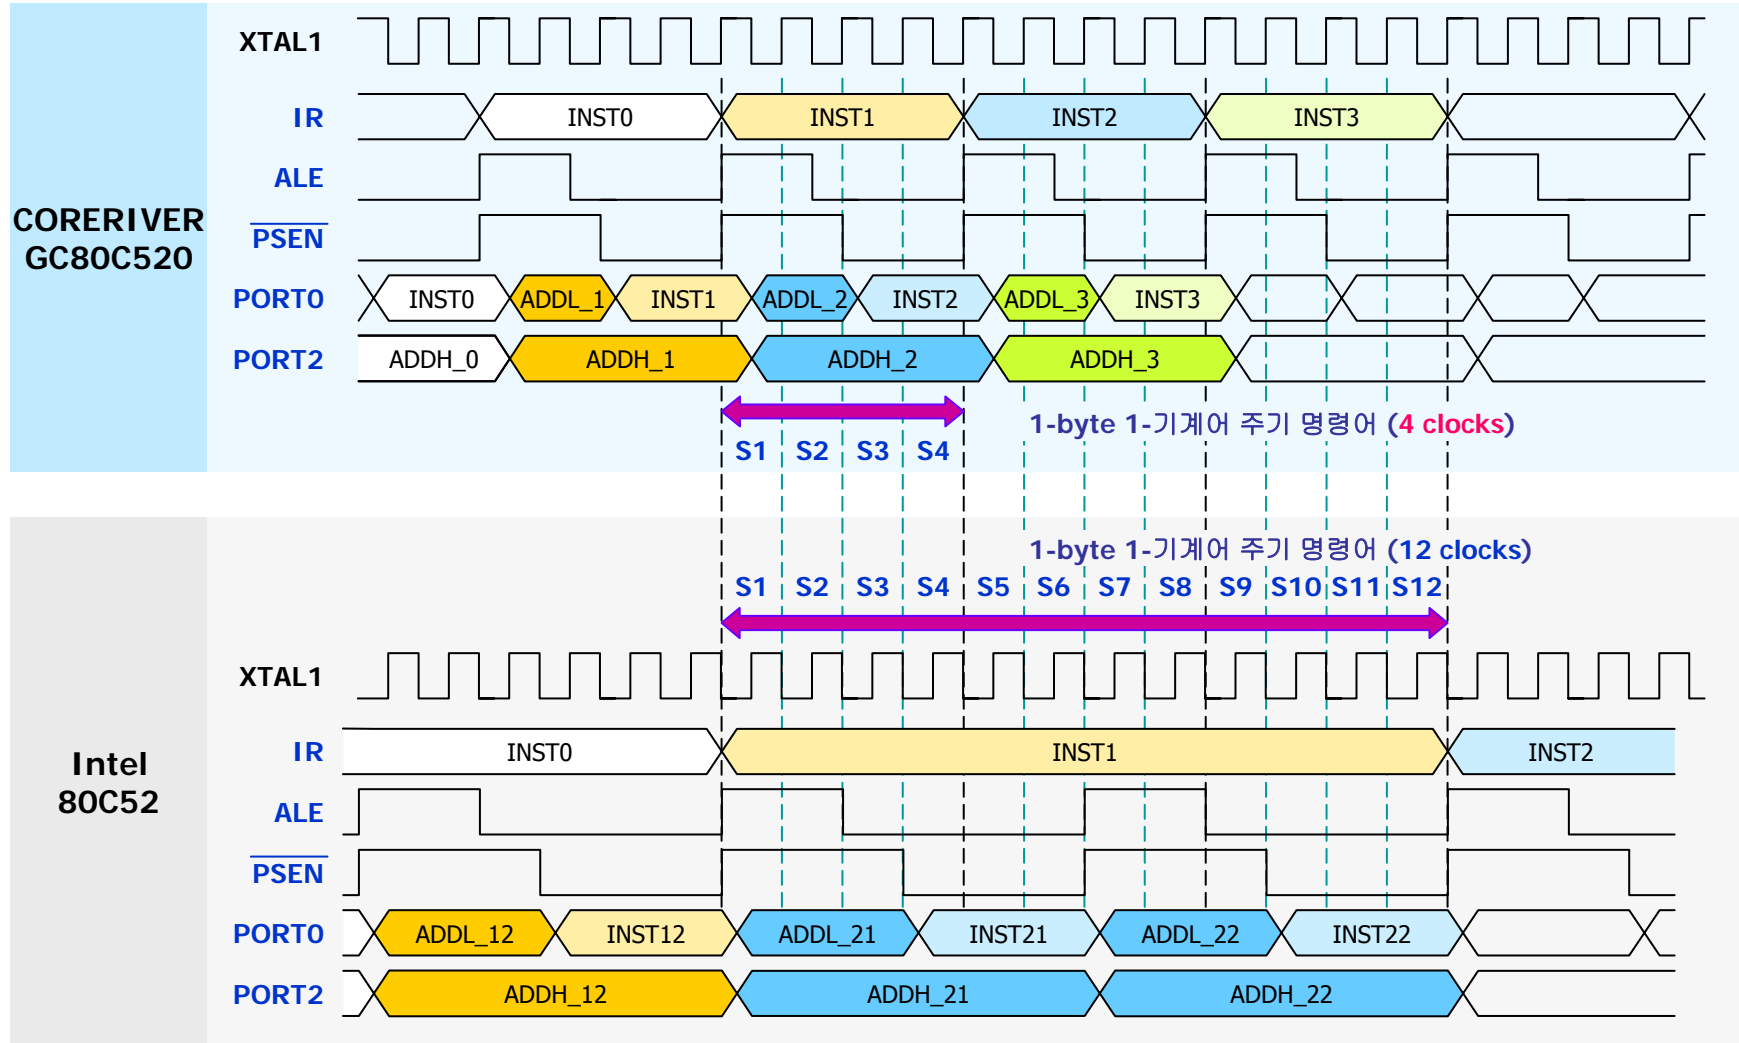 CORERIVER
GC80C520
XTAL1
IR INST0 INST1 INST2 INST3
ALE
PSEN
PORT0 INST0 ADDL_1 INST1 ADDL_2 INST2 ADDL_3 INST3
PORT2 ADDH_0 ADDH_1 ADDH_2 ADDH_3
1-byte 1-기계어 주기 명령어 (4 clocks)
S1 S2 S3 S4
Intel
80C52
1-byte 1-기계어 주기 명령어 (12 clocks)
S1 S2 S3 S4 S5 S6 S7 S8 S9 S10 S11 S12
XTAL1
IR INST0 INST1 INST2
ALE
PSEN
PORT0 ADDL_12 INST12 ADDL_21 INST21 ADDL_22 INST22
PORT2 ADDH_12 ADDH_21 ADDH_22